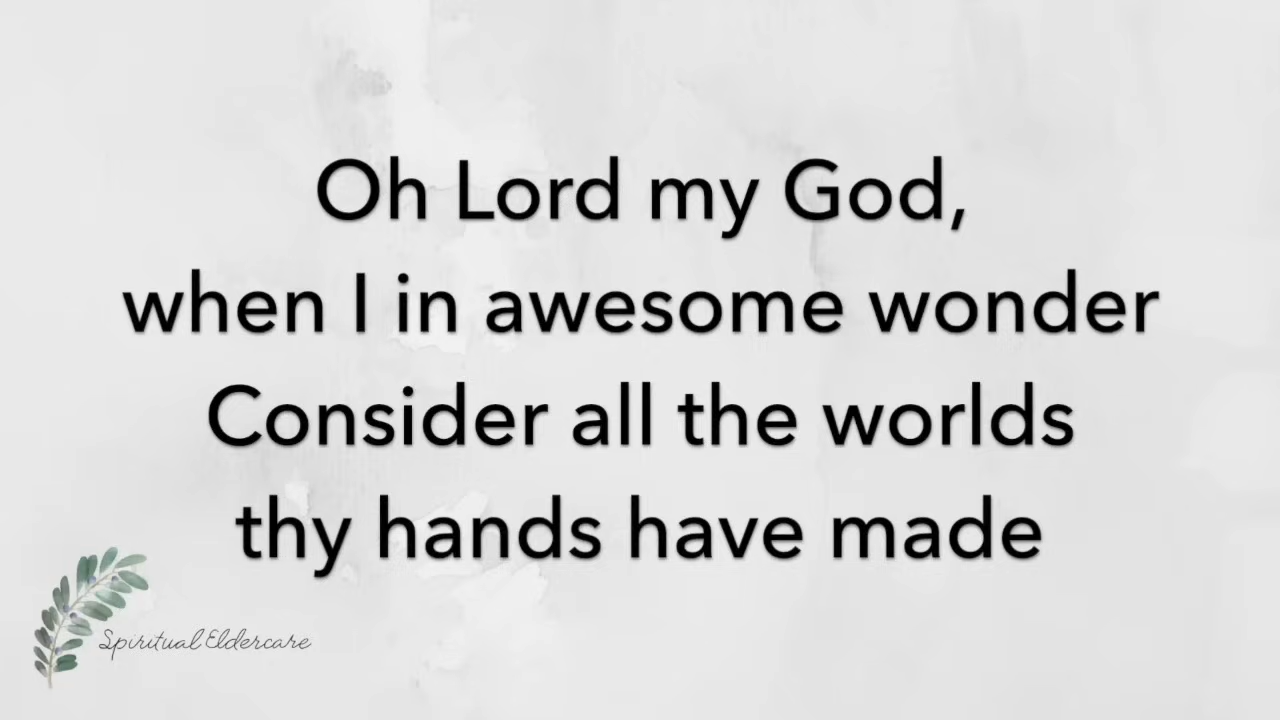 Oh Lord my God,
when I in awesome wonder
Consider all the worlds
thy hands have made
Spiritual Eldercare